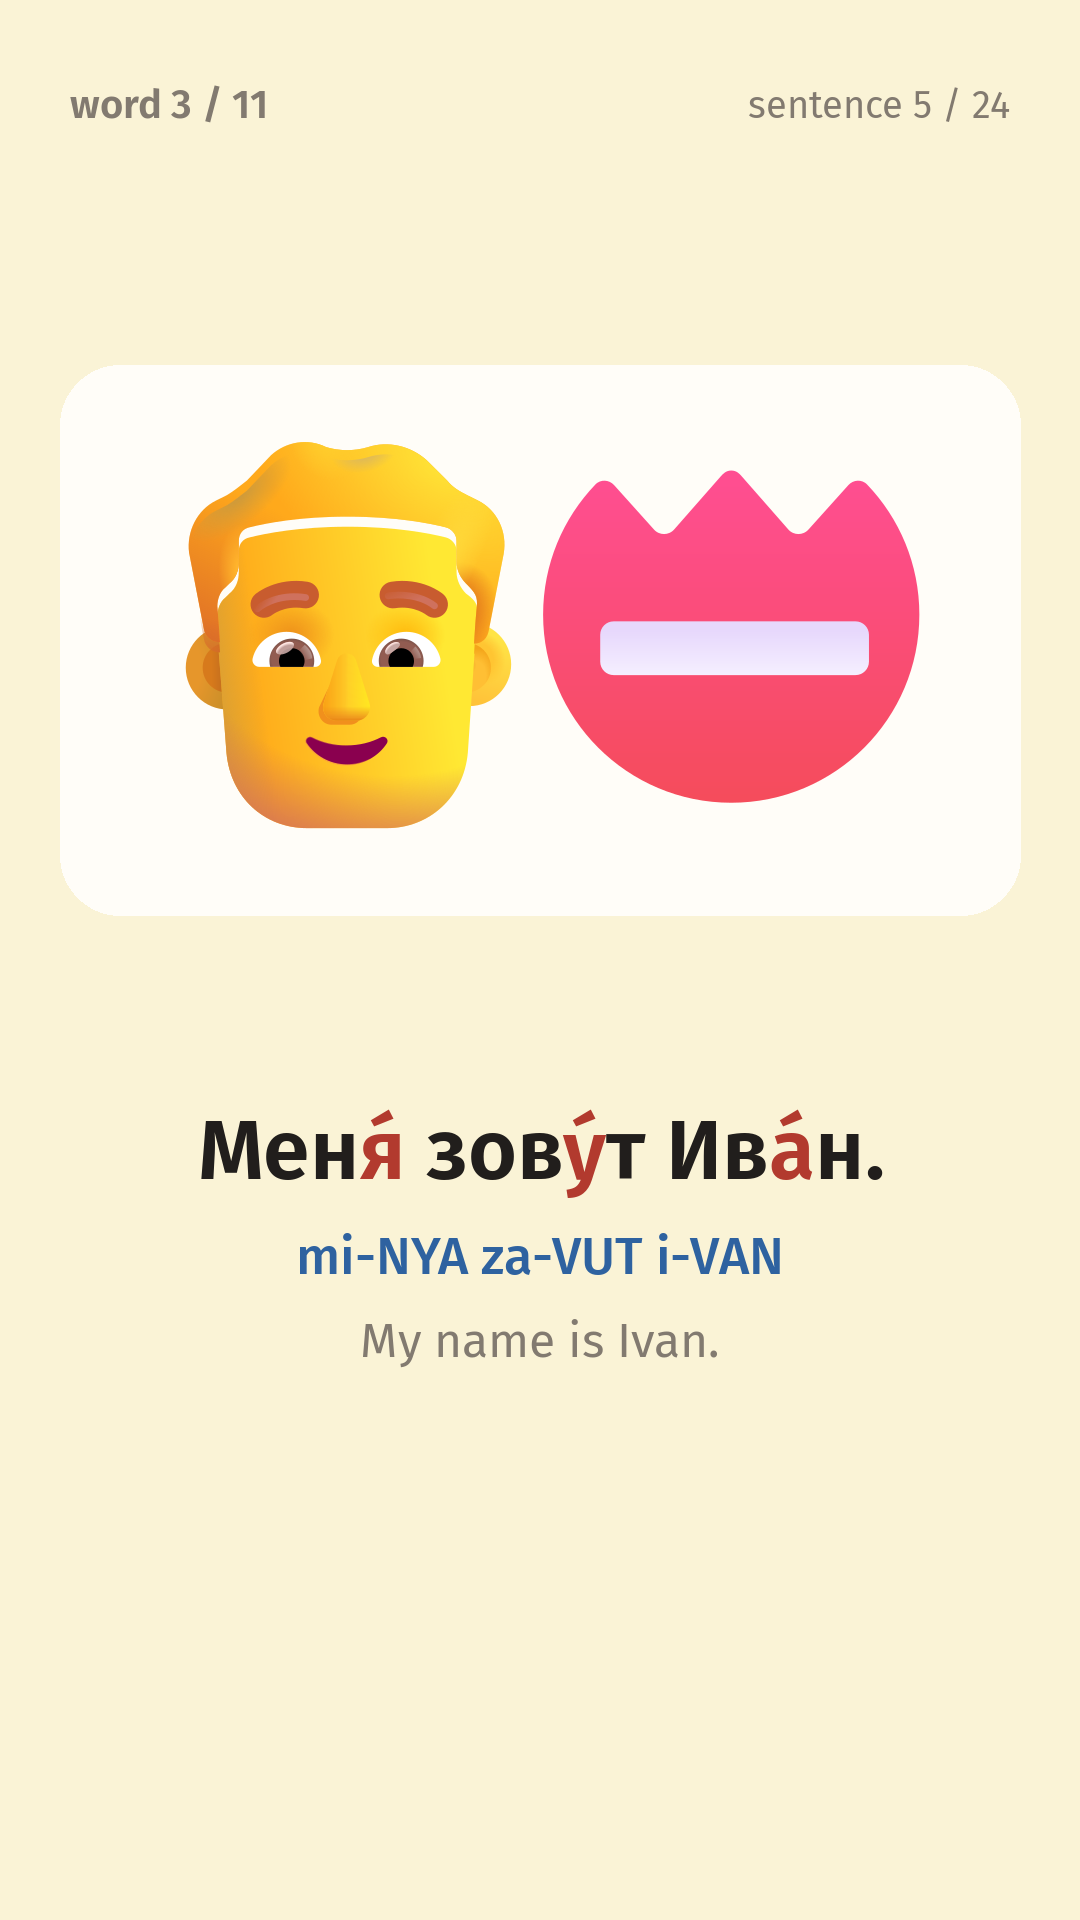 word 3 / 11
sentence 5 / 24
Меня́ зову́т Ива́н.
mi-NYA za-VUT i-VAN
My name is Ivan.